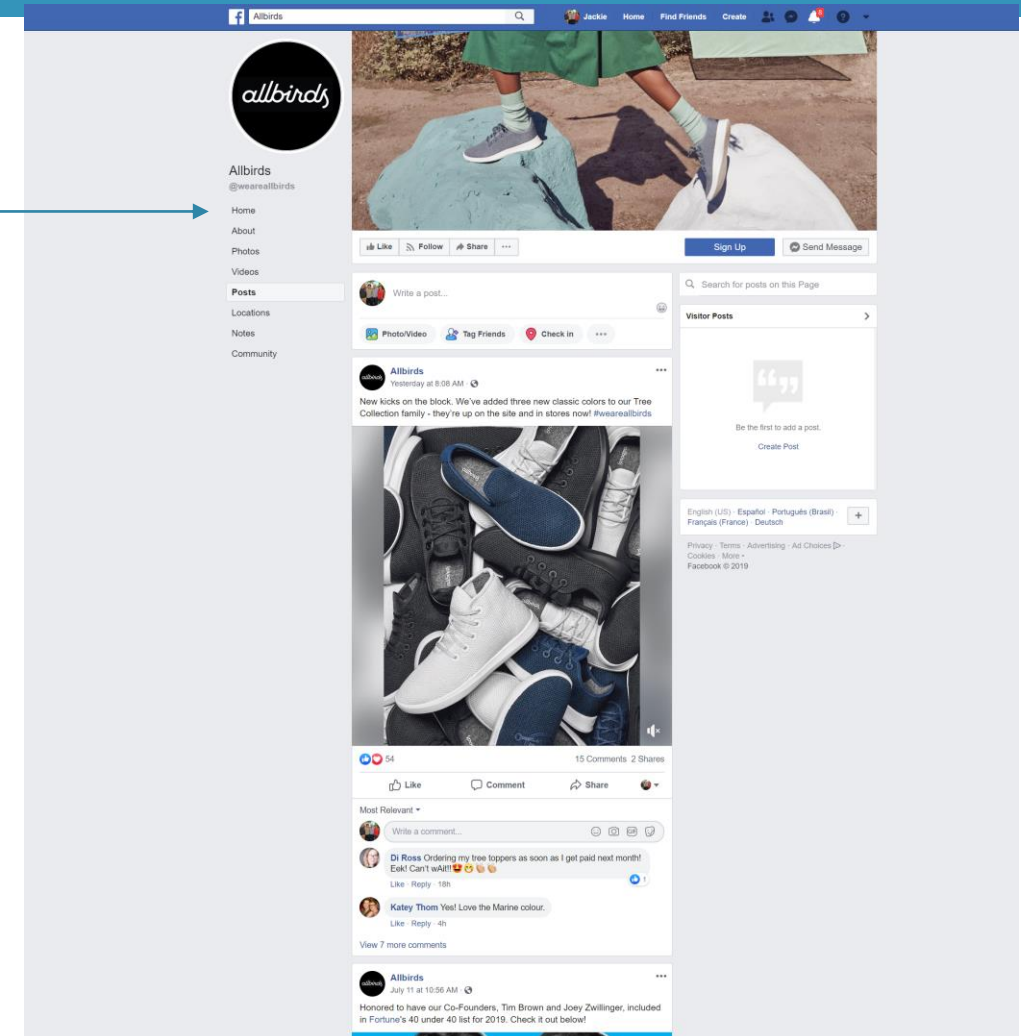 Allbirds
Jackie Home Find Friends Create 8
allbirds
Allbirds
@weareallbirds
Home
About
Photos
Videos
Posts
Locations
Notes
Community
Like Follow Share
Sign Up Send Message
Write a post...
Photo/Video Tag Friends Check in
Search for posts on this Page
Visitor Posts
Be the first to add a post.
Create Post
English (US) · Español · Português (Brasil) ·
Français (France) · Deutsch
Privacy · Terms · Advertising · Ad Choices ·
Cookies · More
Facebook © 2019
allbirds
Allbirds
Yesterday at 8:08 AM ·
New kicks on the block. We've added three new classic colors to our Tree
Collection family - they're up on the site and in stores now! #weareallbirds
54
15 Comments 2 Shares
Like Comment Share
Most Relevant
Write a comment...
GIF
Di Ross Ordering my tree toppers as soon as I get paid next month!
Eek! Can't wAit!!
1
Like · Reply · 18h
Katey Thom Yes! Love the Marine colour.
Like · Reply · 4h
View 7 more comments
allbirds
Allbirds
July 11 at 10:56 AM ·
Honored to have our Co-Founders, Tim Brown and Joey Zwillinger, included
in Fortune's 40 under 40 list for 2019. Check it out below!